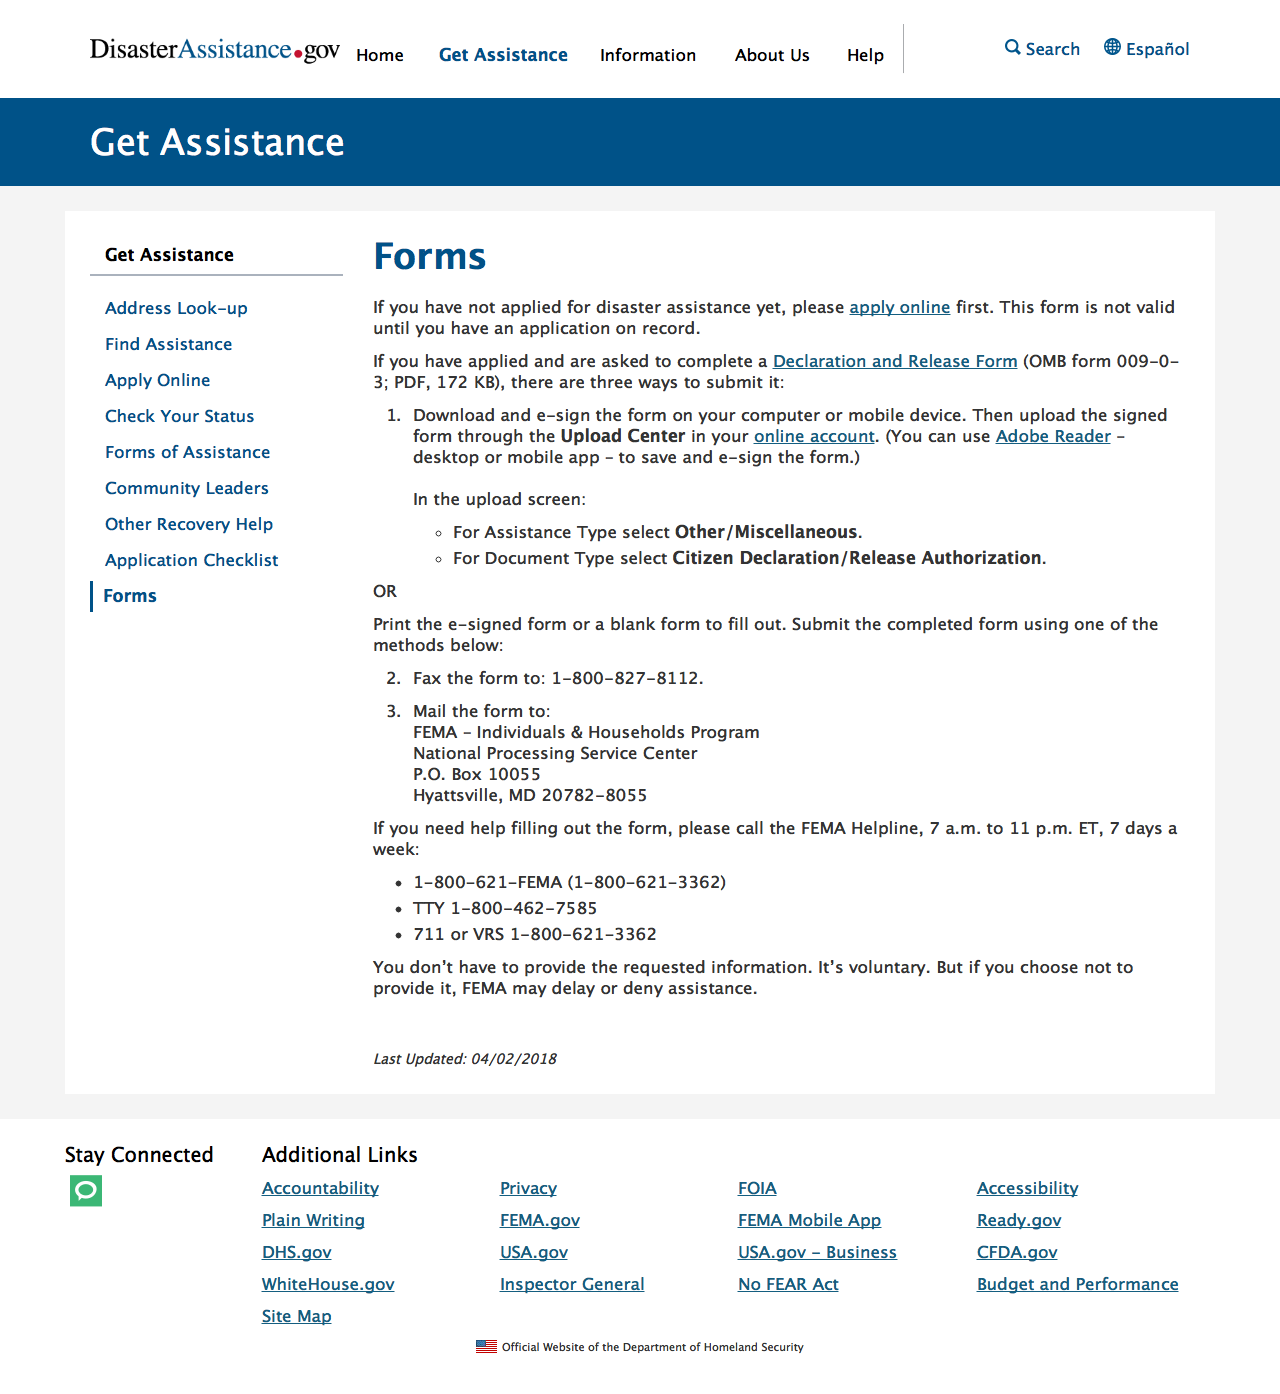 DisasterAssistance.gov
Home
Get Assistance
Information
About Us
Help
Search
Español
Get Assistance
Get Assistance
Address Look-up
Find Assistance
Apply Online
Check Your Status
Forms of Assistance
Community Leaders
Other Recovery Help
Application Checklist
Forms
Forms
If you have not applied for disaster assistance yet, please apply online first. This form is not valid
until you have an application on record.
If you have applied and are asked to complete a Declaration and Release Form (OMB form 009-0-
3; PDF, 172 KB), there are three ways to submit it:
1. Download and e-sign the form on your computer or mobile device. Then upload the signed
form through the Upload Center in your online account. (You can use Adobe Reader –
desktop or mobile app – to save and e-sign the form.)
In the upload screen:
◦ For Assistance Type select Other/Miscellaneous.
◦ For Document Type select Citizen Declaration/Release Authorization.
OR
Print the e-signed form or a blank form to fill out. Submit the completed form using one of the
methods below:
2. Fax the form to: 1-800-827-8112.
3. Mail the form to:
FEMA – Individuals & Households Program
National Processing Service Center
P.O. Box 10055
Hyattsville, MD 20782-8055
If you need help filling out the form, please call the FEMA Helpline, 7 a.m. to 11 p.m. ET, 7 days a
week:
• 1-800-621-FEMA (1-800-621-3362)
• TTY 1-800-462-7585
• 711 or VRS 1-800-621-3362
You don’t have to provide the requested information. It’s voluntary. But if you choose not to
provide it, FEMA may delay or deny assistance.
Last Updated: 04/02/2018
Stay Connected
Additional Links
Accountability
Privacy
FOIA
Accessibility
Plain Writing
FEMA.gov
FEMA Mobile App
Ready.gov
DHS.gov
USA.gov
USA.gov – Business
CFDA.gov
WhiteHouse.gov
Inspector General
No FEAR Act
Budget and Performance
Site Map
Official Website of the Department of Homeland Security